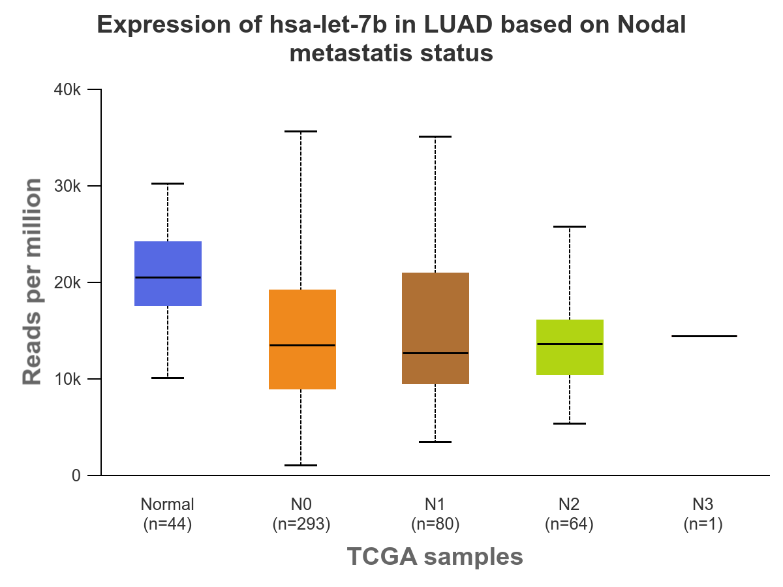 Expression of hsa-let-7b in LUAD based on Nodal
metastatis status
Reads per million
40k
30k
20k
10k
0
Normal
(n=44)
N0
(n=293)
N1
(n=80)
N2
(n=64)
N3
(n=1)
TCGA samples